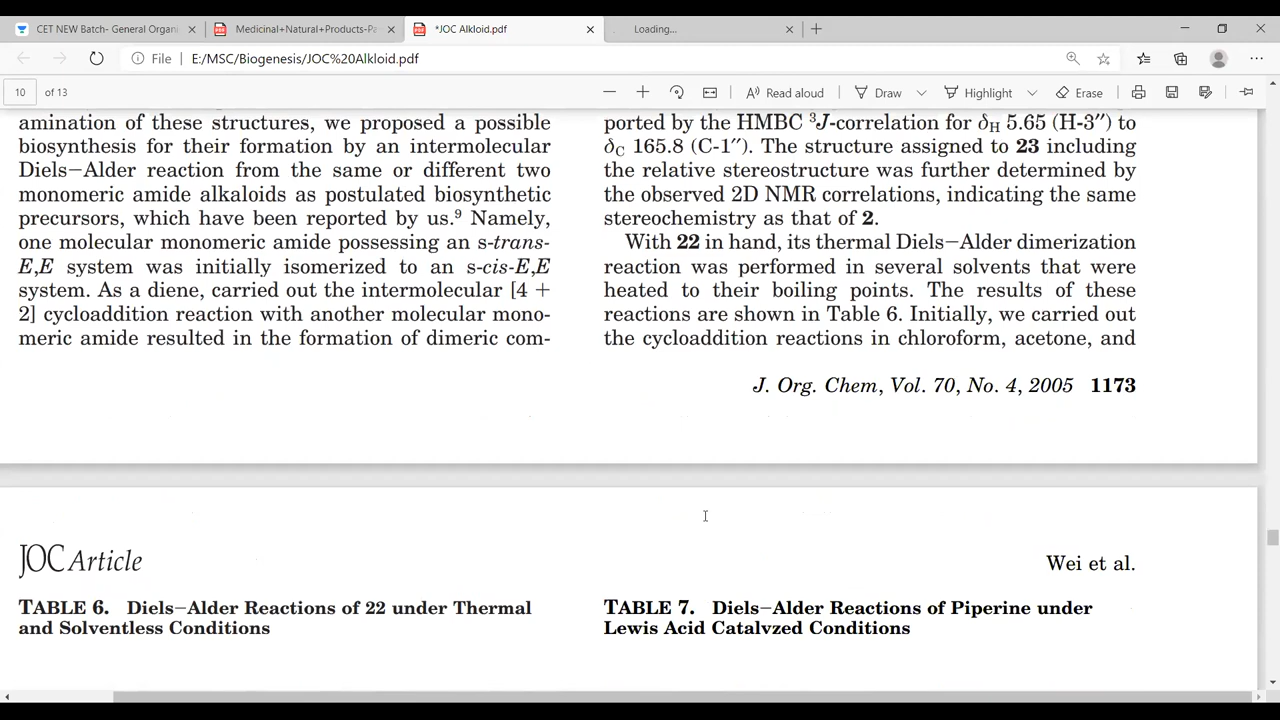 CET NEW Batch- General Organi
Medicinal+Natural+Products-Pa
*JOC Alkloid.pdf
Loading...
File E:/MSC/Biogenesis/JOC%20Alkloid.pdf
10 of 13
Read aloud
Draw
Highlight
Erase
amination of these structures, we proposed a possible
biosynthesis for their formation by an intermolecular
Diels−Alder reaction from the same or different two
monomeric amide alkaloids as postulated biosynthetic
precursors, which have been reported by us.⁹ Namely,
one molecular monomeric amide possessing an s-trans-
E,E system was initially isomerized to an s-cis-E,E
system. As a diene, carried out the intermolecular [4 +
2] cycloaddition reaction with another molecular mono-
meric amide resulted in the formation of dimeric com-
ported by the HMBC ³J-correlation for δH 5.65 (H-3″) to
δC 165.8 (C-1″). The structure assigned to 23 including
the relative stereostructure was further determined by
the observed 2D NMR correlations, indicating the same
stereochemistry as that of 2.
With 22 in hand, its thermal Diels−Alder dimerization
reaction was performed in several solvents that were
heated to their boiling points. The results of these
reactions are shown in Table 6. Initially, we carried out
the cycloaddition reactions in chloroform, acetone, and
J. Org. Chem, Vol. 70, No. 4, 2005 1173
JOC Article
Wei et al.
TABLE 6. Diels−Alder Reactions of 22 under Thermal
and Solventless Conditions
TABLE 7. Diels−Alder Reactions of Piperine under
Lewis Acid Catalvzed Conditions